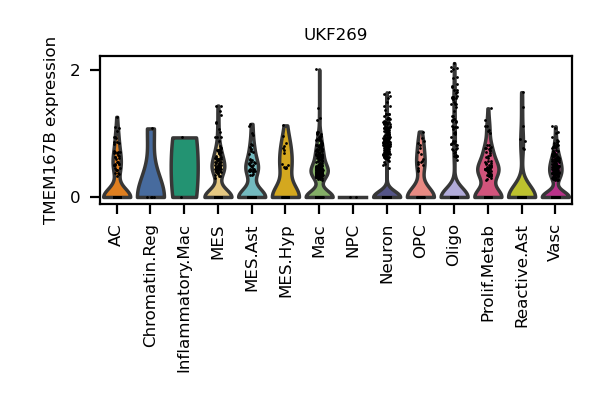 UKF269
TMEM167B expression
2
0
AC
Chromatin.Reg
Inflammatory.Mac
MES
MES.Ast
MES.Hyp
Mac
NPC
Neuron
OPC
Oligo
Prolif.Metab
Reactive.Ast
Vasc